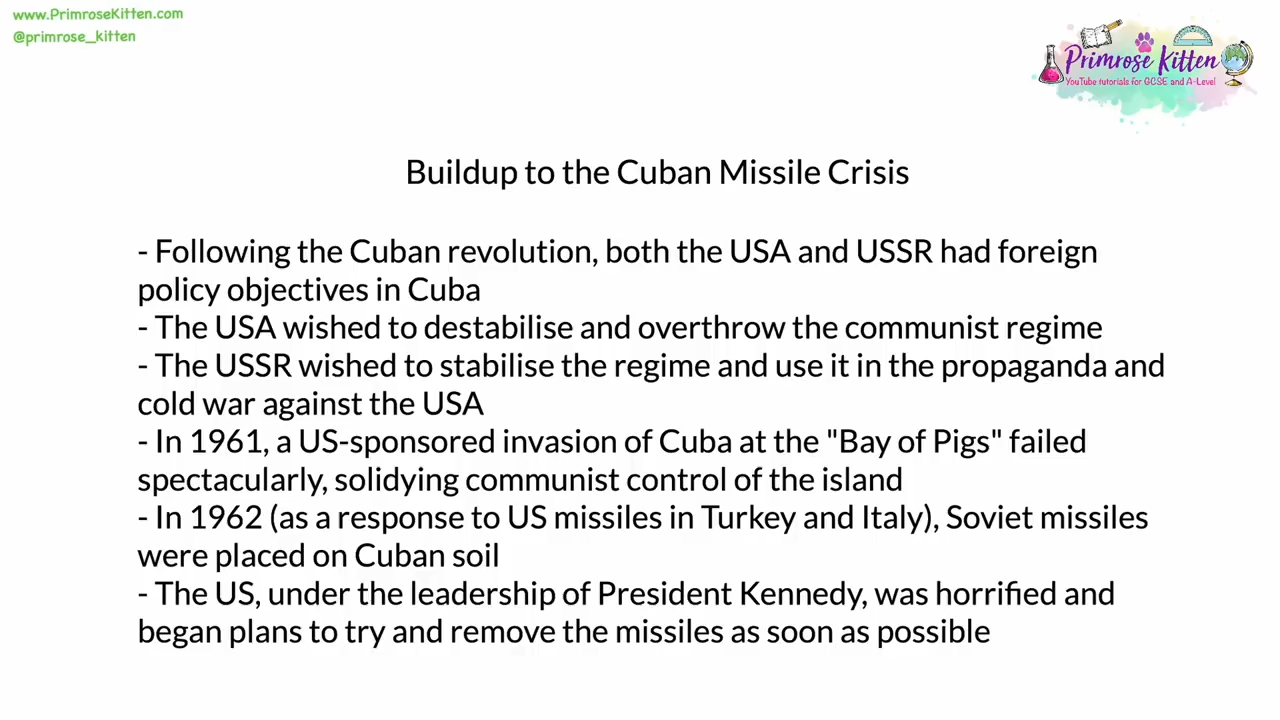 www.PrimroseKitten.com
@primrose_kitten
Primrose Kitten
YouTube tutorials for GCSE and A-Level
Buildup to the Cuban Missile Crisis
- Following the Cuban revolution, both the USA and USSR had foreign
policy objectives in Cuba
- The USA wished to destabilise and overthrow the communist regime
- The USSR wished to stabilise the regime and use it in the propaganda and
cold war against the USA
- In 1961, a US-sponsored invasion of Cuba at the "Bay of Pigs" failed
spectacularly, solidying communist control of the island
- In 1962 (as a response to US missiles in Turkey and Italy), Soviet missiles
were placed on Cuban soil
- The US, under the leadership of President Kennedy, was horrified and
began plans to try and remove the missiles as soon as possible